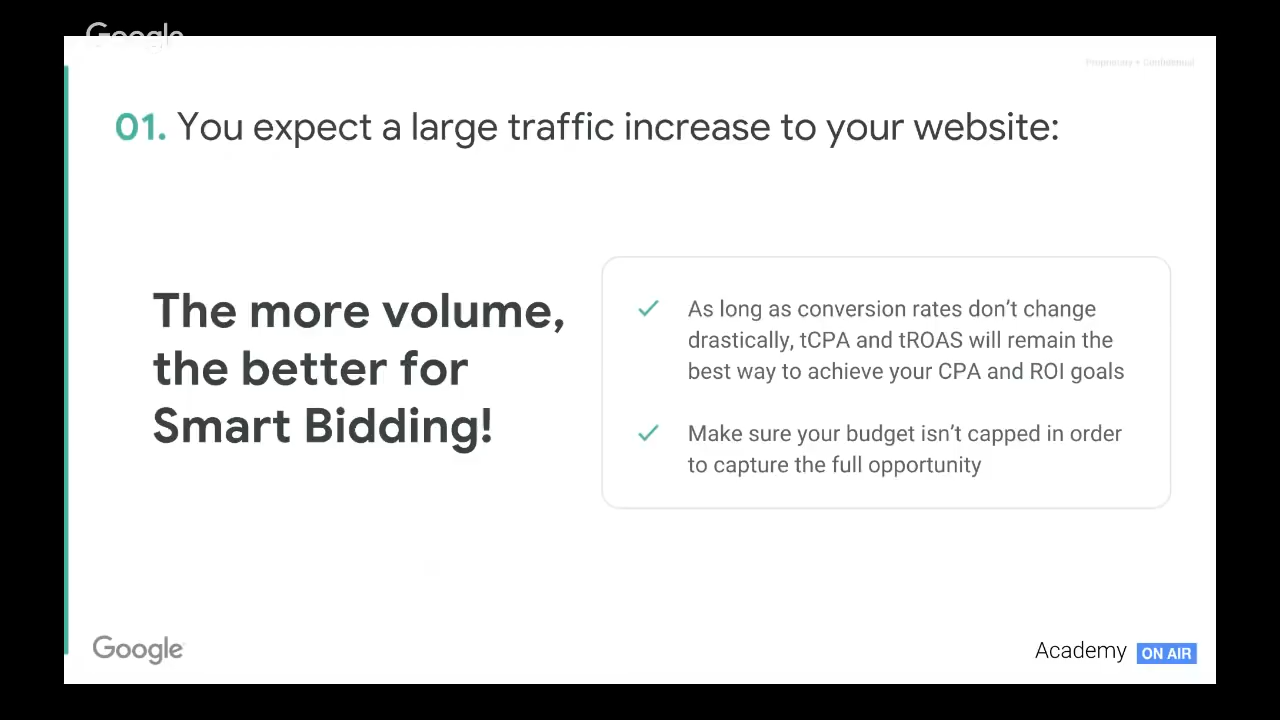 Google
Proprietary + Confidential
01. You expect a large traffic increase to your website:
The more volume,
the better for
Smart Bidding!
As long as conversion rates don’t change
drastically, tCPA and tROAS will remain the
best way to achieve your CPA and ROI goals
Make sure your budget isn’t capped in order
to capture the full opportunity
Google
Academy ON AIR